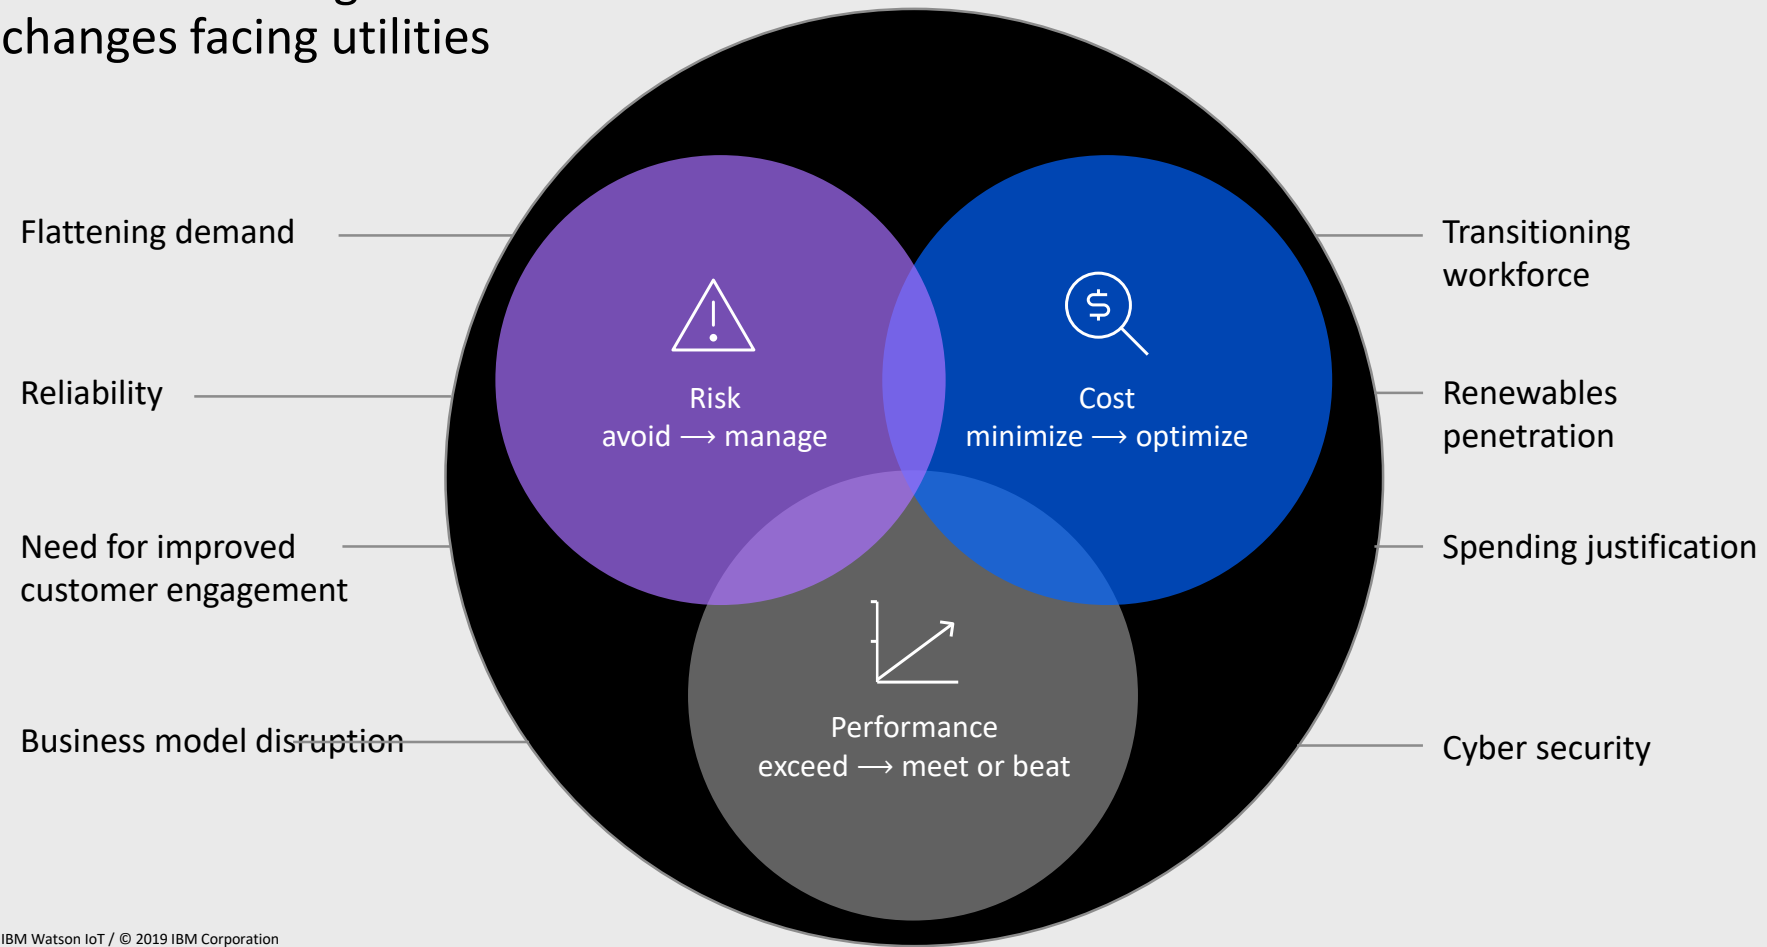 changes facing utilities
Flattening demand
Reliability
Need for improved
customer engagement
Business model disruption
Risk
avoid → manage
$
Cost
minimize → optimize
Performance
exceed → meet or beat
Transitioning
workforce
Renewables
penetration
Spending justification
Cyber security
IBM Watson IoT / © 2019 IBM Corporation